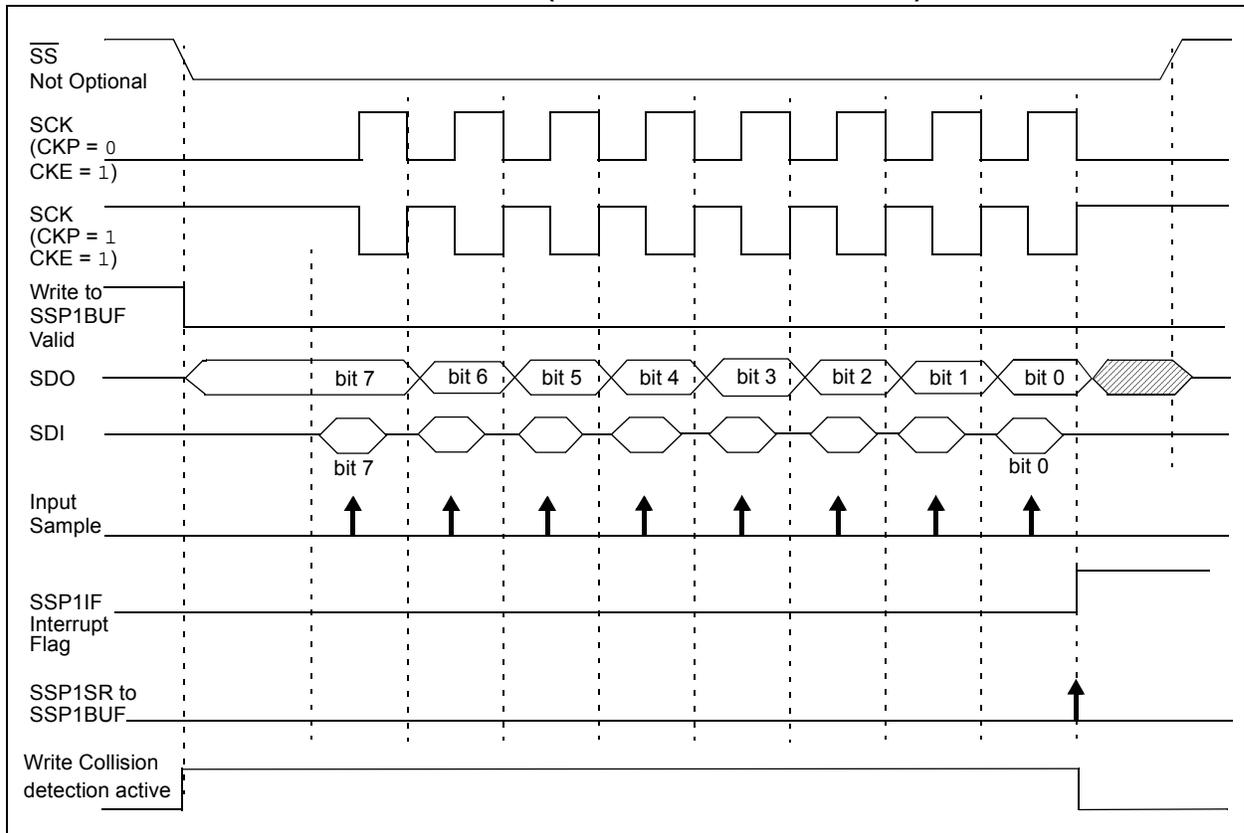 SS
Not Optional
SCK
(CKP = 0
CKE = 1)
SCK
(CKP = 1
CKE = 1)
Write to
SSP1BUF
Valid
SDO
bit 7 bit 6 bit 5 bit 4 bit 3 bit 2 bit 1 bit 0
SDI
bit 7 bit 0
Input
Sample
SSP1IF
Interrupt
Flag
SSP1SR to
SSP1BUF
Write Collision
detection active